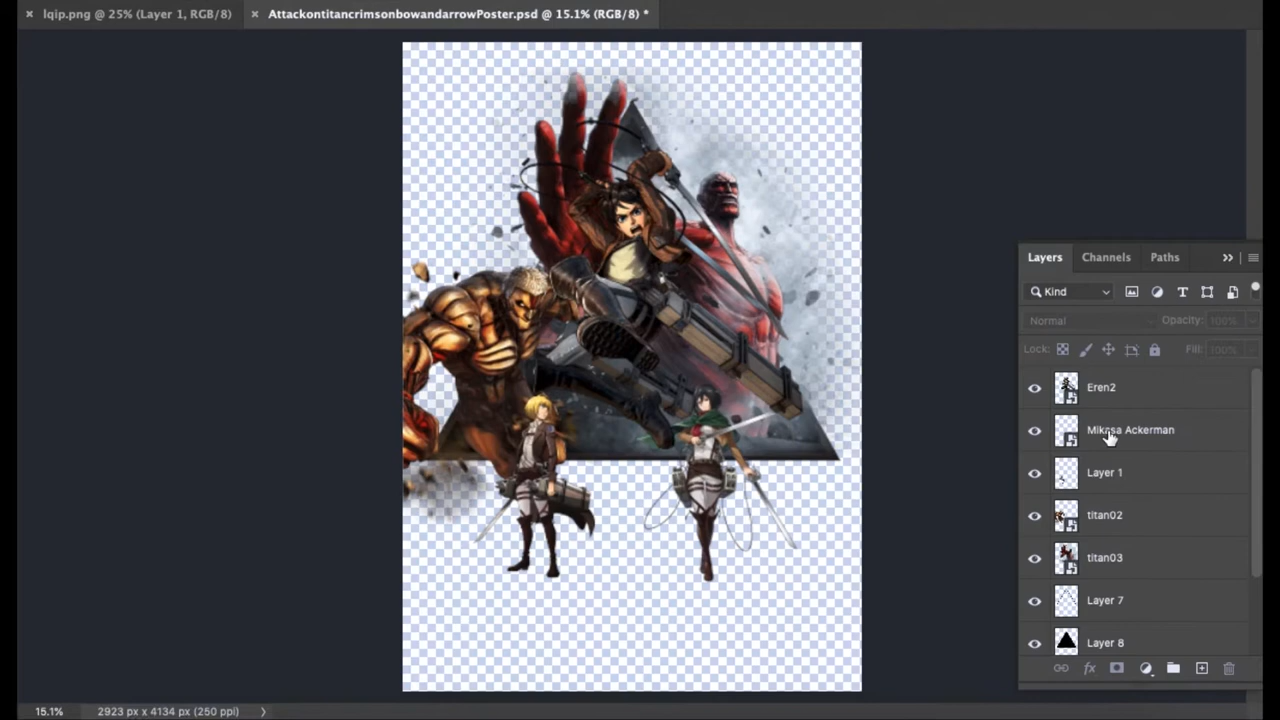 lqip.png @ 25% (Layer 1, RGB/8)
AttackontitancrimsonbowandarrowPoster.psd @ 15.1% (RGB/8) *
Layers
Channels
Paths
Kind
Normal
Opacity: 100%
Lock:
Fill: 100%
Eren2
Mikasa Ackerman
Layer 1
titan02
titan03
Layer 7
Layer 8
fx
15.1%
2923 px x 4134 px (250 ppi)